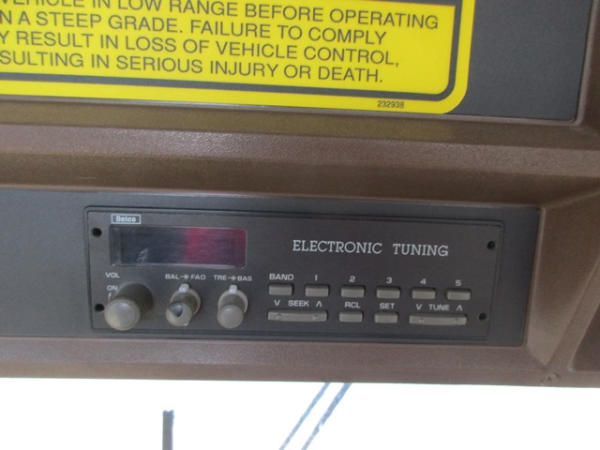 VEHICLE IN LOW RANGE BEFORE OPERATING
N A STEEP GRADE. FAILURE TO COMPLY
Y RESULT IN LOSS OF VEHICLE CONTROL,
SULTING IN SERIOUS INJURY OR DEATH.
232938
Delco
ELECTRONIC TUNING
VOL BAL FAD TRE BAS BAND 1 2 3 4 5
ON V SEEK Λ RCL SET V TUNE Λ